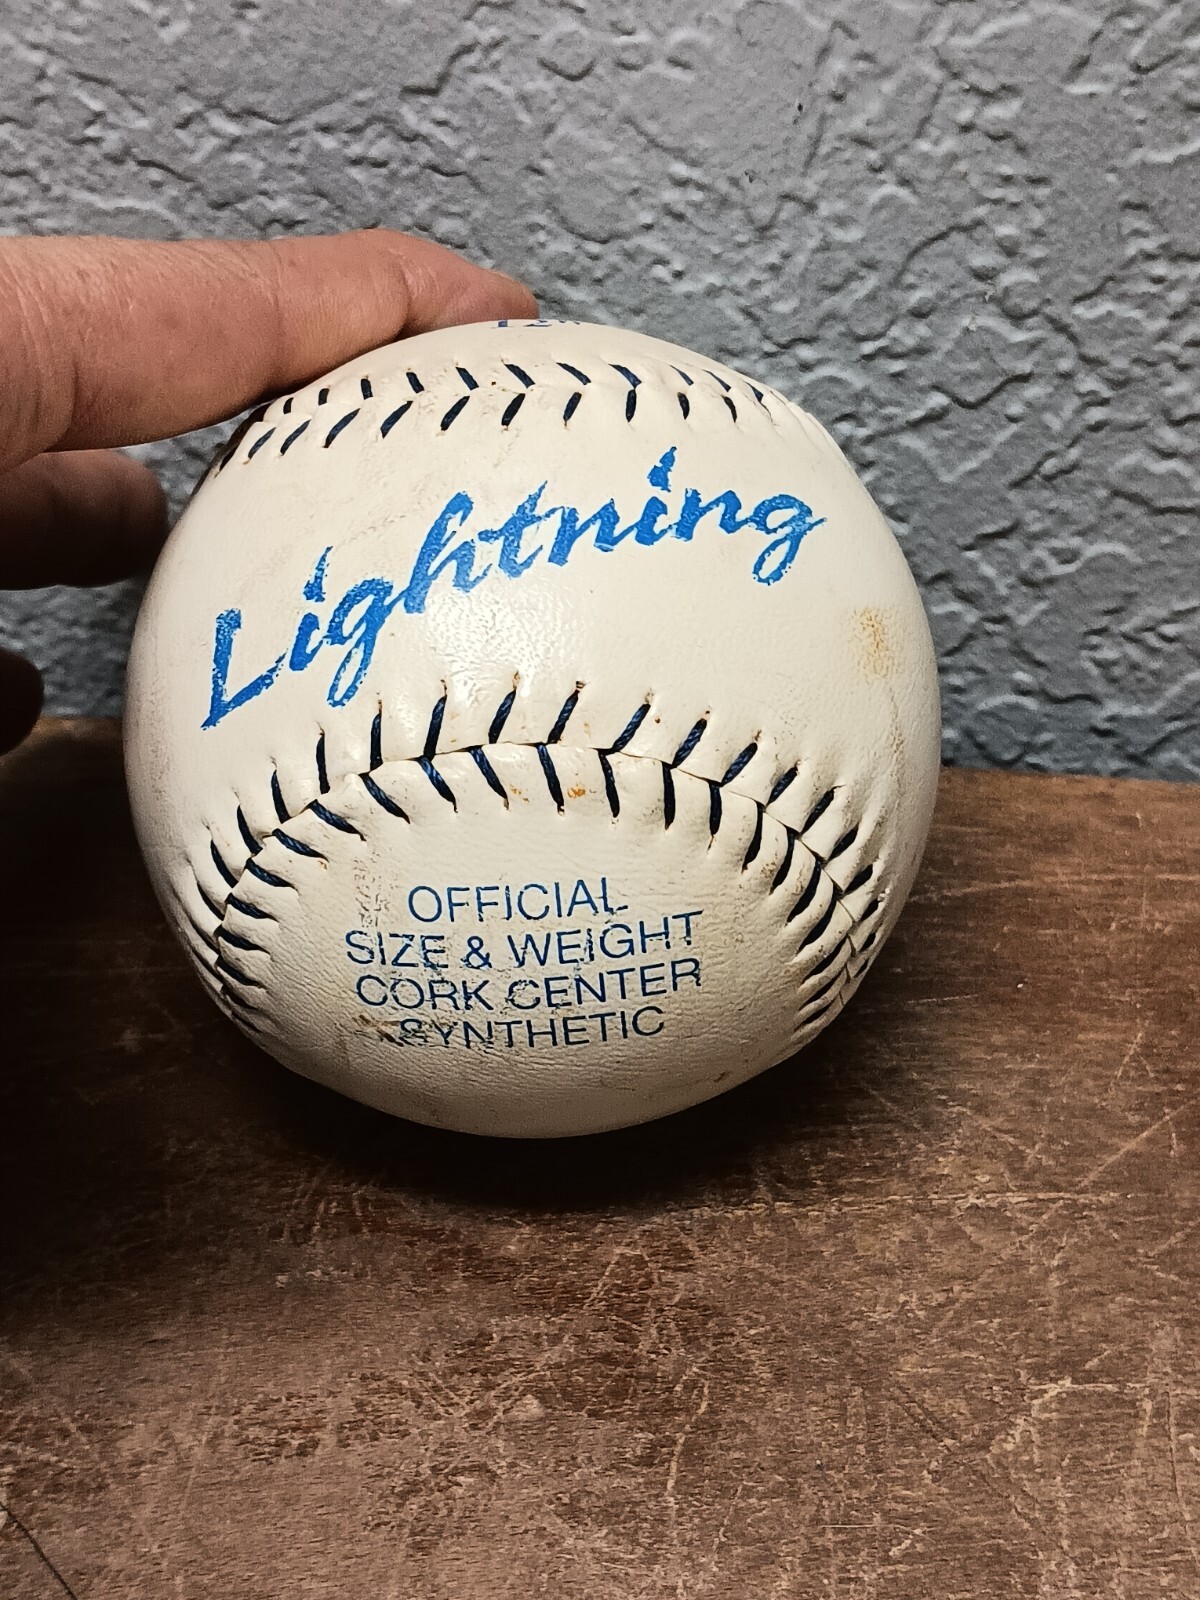 Lightning
OFFICIAL
SIZE & WEIGHT
CORK CENTER
SYNTHETIC